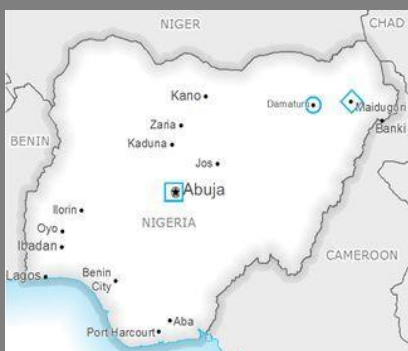 NIGER
CHAD
Kano
Damaturu
Maiduguri
Zaria
Banki
Kaduna
BENIN
Jos
Abuja
Ilorin
NIGERIA
Oyo
Ibadan
CAMEROON
Lagos
Benin
City
Aba
Port Harcourt